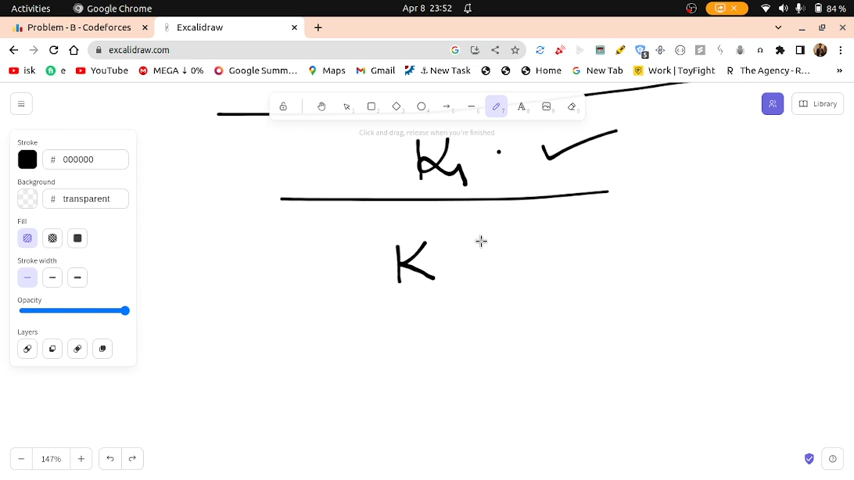 Activities Google Chrome Apr 8 23:52 84 %
Problem - B - Codeforces Excalidraw
excalidraw.com
isk e YouTube MEGA ↓ 0% Google Summ... Maps Gmail New Task Home New Tab Work | ToyFight The Agency - R... »
Library
Click and drag, release when you're finished
Stroke
# 000000
Background
# transparent
Fill
Stroke width
Opacity
Layers
K
147%